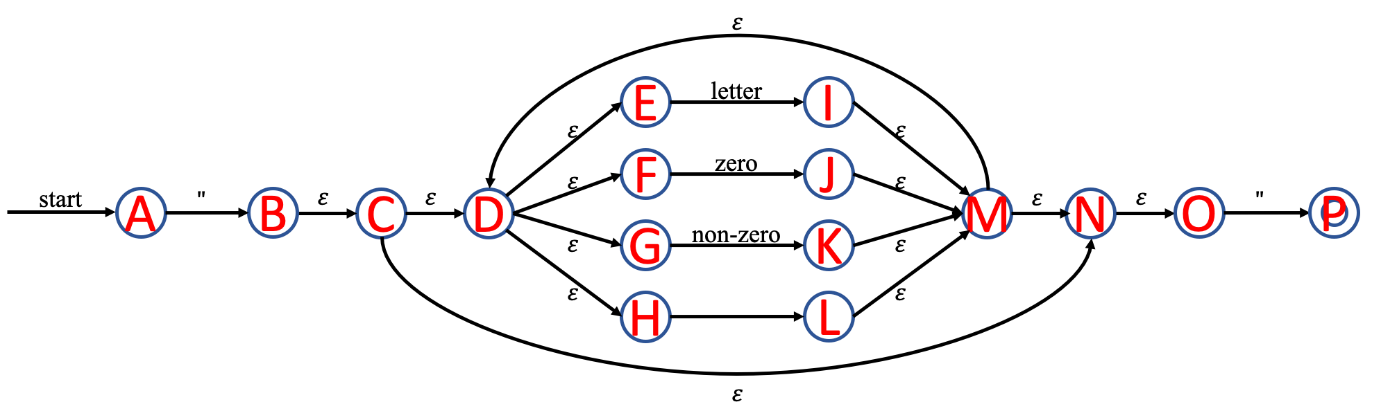 ε
E letter I
ε ε
F zero J
ε ε
start A " B ε C ε D M ε N ε O " P
G non-zero K
ε ε
H L
ε ε
ε